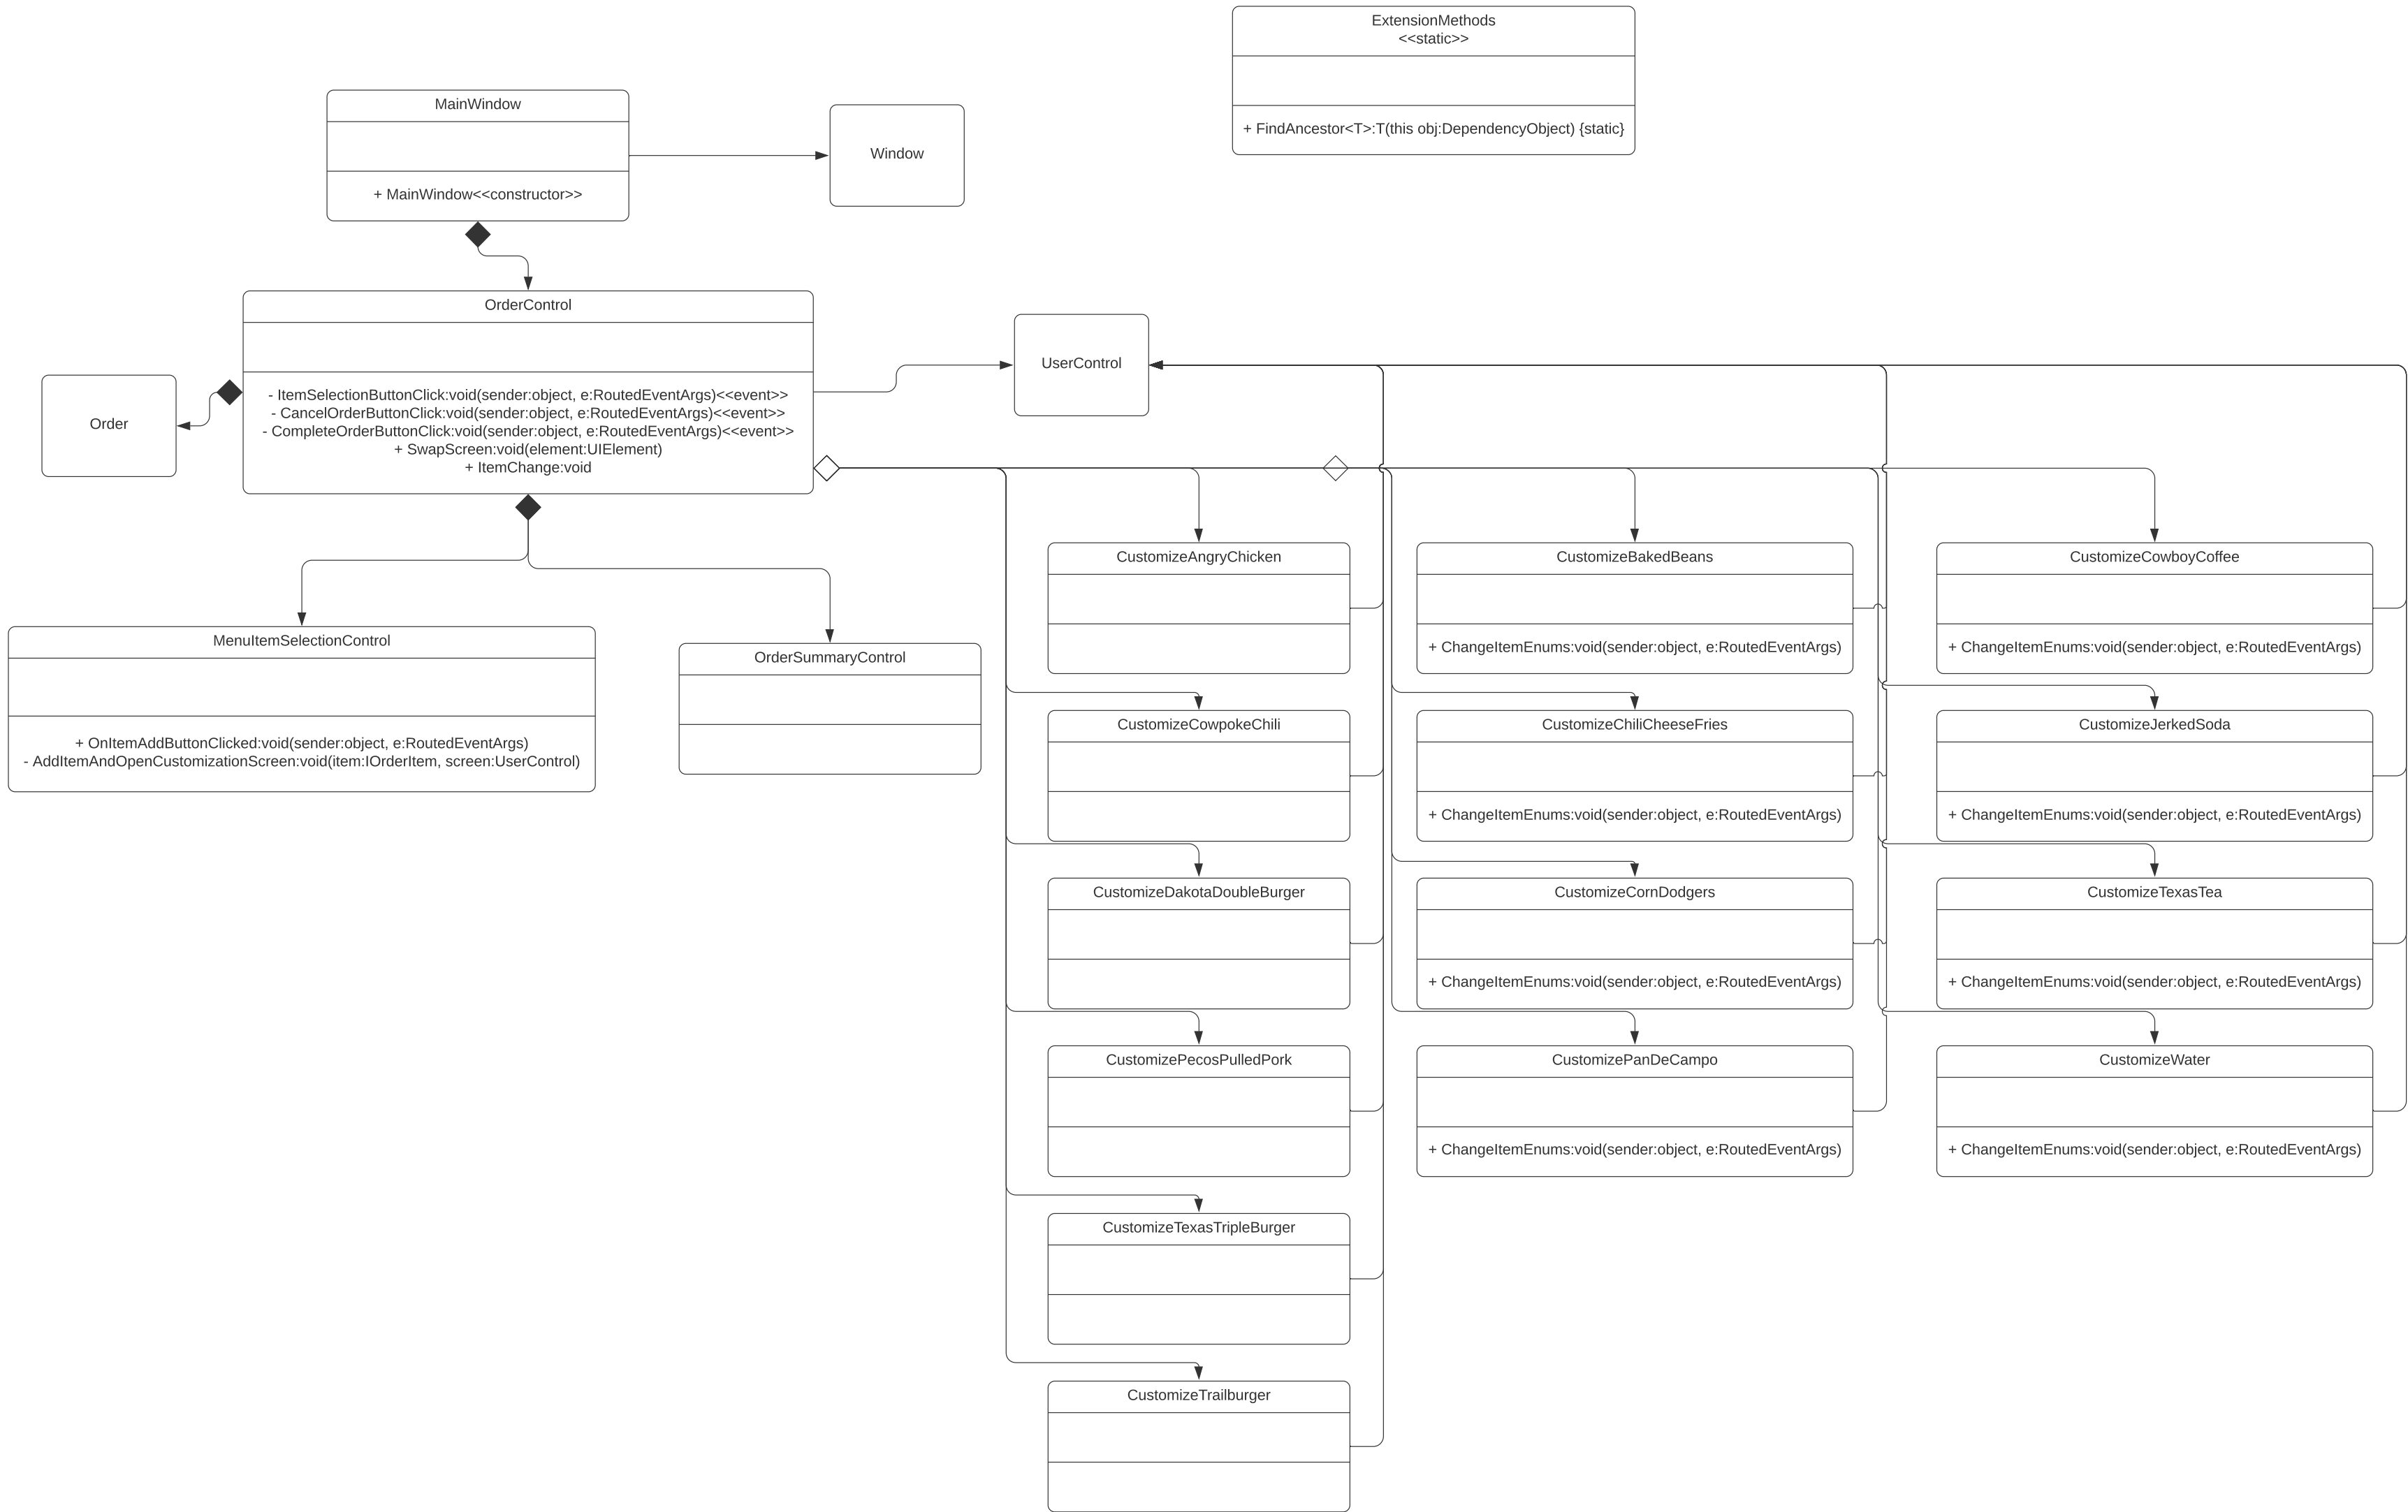 ExtensionMethods
<<static>>
+ FindAncestor<T>:T(this obj:DependencyObject) {static}
MainWindow
+ MainWindow<<constructor>>
Window
OrderControl
- ItemSelectionButtonClick:void(sender:object, e:RoutedEventArgs)<<event>>
- CancelOrderButtonClick:void(sender:object, e:RoutedEventArgs)<<event>>
- CompleteOrderButtonClick:void(sender:object, e:RoutedEventArgs)<<event>>
+ SwapScreen:void(element:UIElement)
+ ItemChange:void
UserControl
Order
MenuItemSelectionControl
+ OnItemAddButtonClicked:void(sender:object, e:RoutedEventArgs)
- AddItemAndOpenCustomizationScreen:void(item:IOrderItem, screen:UserControl)
OrderSummaryControl
CustomizeAngryChicken
CustomizeBakedBeans
+ ChangeItemEnums:void(sender:object, e:RoutedEventArgs)
CustomizeCowboyCoffee
+ ChangeItemEnums:void(sender:object, e:RoutedEventArgs)
CustomizeCowpokeChili
CustomizeChiliCheeseFries
+ ChangeItemEnums:void(sender:object, e:RoutedEventArgs)
CustomizeJerkedSoda
+ ChangeItemEnums:void(sender:object, e:RoutedEventArgs)
CustomizeDakotaDoubleBurger
CustomizeCornDodgers
+ ChangeItemEnums:void(sender:object, e:RoutedEventArgs)
CustomizeTexasTea
+ ChangeItemEnums:void(sender:object, e:RoutedEventArgs)
CustomizePecosPulledPork
CustomizePanDeCampo
+ ChangeItemEnums:void(sender:object, e:RoutedEventArgs)
CustomizeWater
+ ChangeItemEnums:void(sender:object, e:RoutedEventArgs)
CustomizeTexasTripleBurger
CustomizeTrailburger